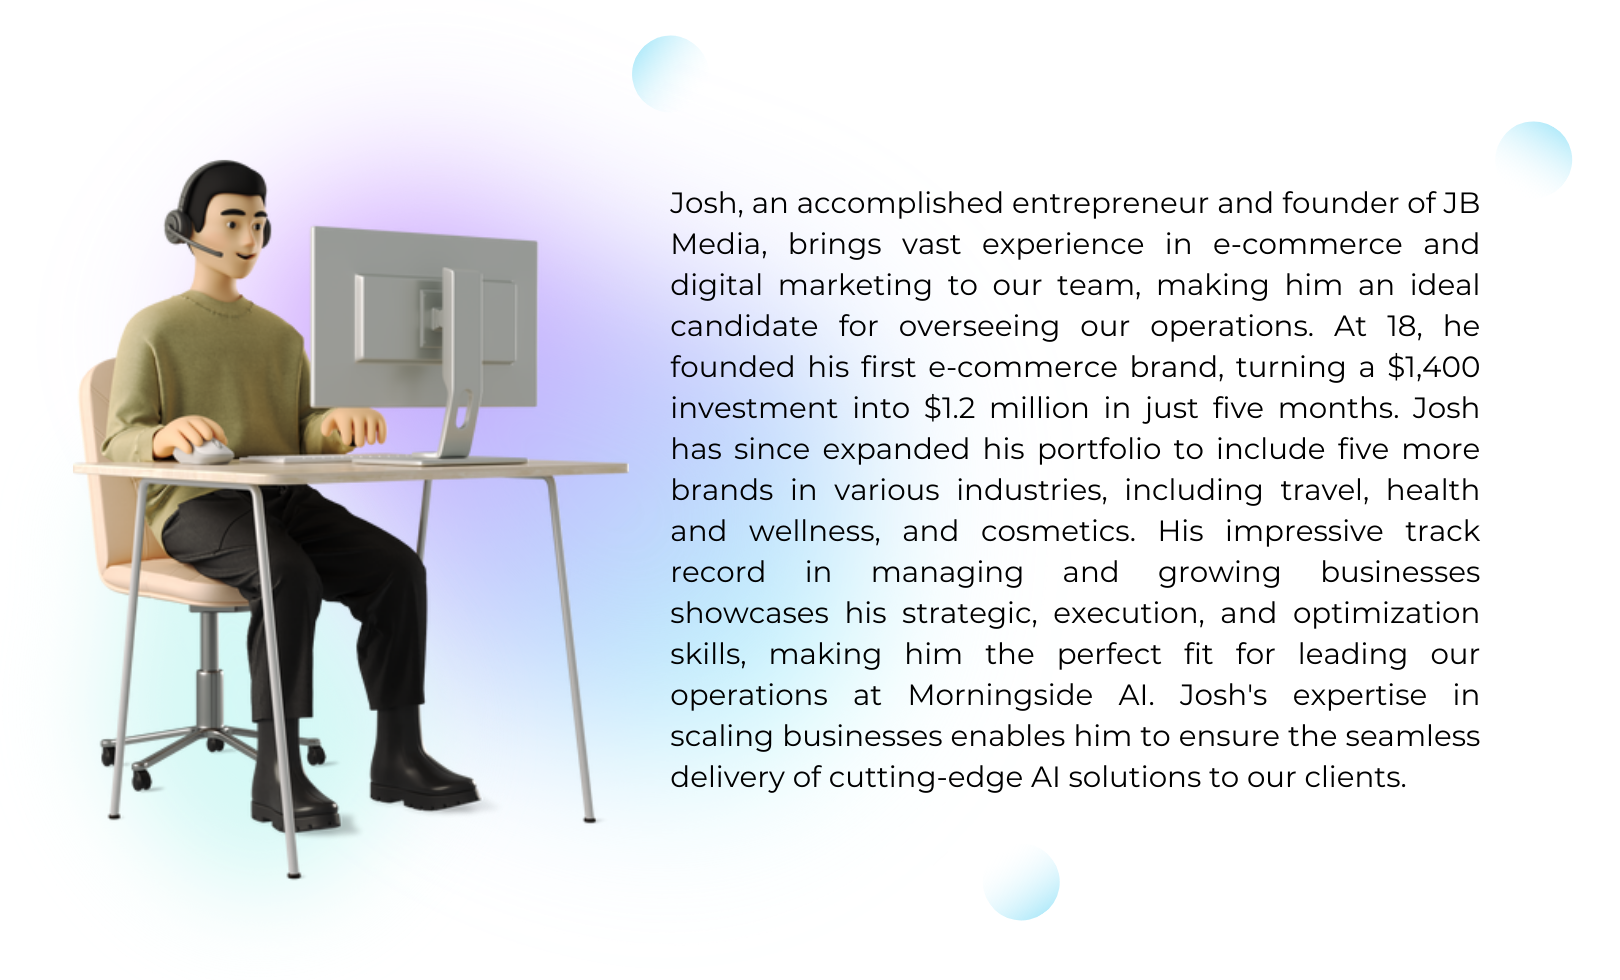 Josh, an accomplished entrepreneur and founder of JB
Media, brings vast experience in e-commerce and
digital marketing to our team, making him an ideal
candidate for overseeing our operations. At 18, he
founded his first e-commerce brand, turning a $1,400
investment into $1.2 million in just five months. Josh
has since expanded his portfolio to include five more
brands in various industries, including travel, health
and wellness, and cosmetics. His impressive track
record in managing and growing businesses
showcases his strategic, execution, and optimization
skills, making him the perfect fit for leading our
operations at Morningside AI. Josh's expertise in
scaling businesses enables him to ensure the seamless
delivery of cutting-edge AI solutions to our clients.